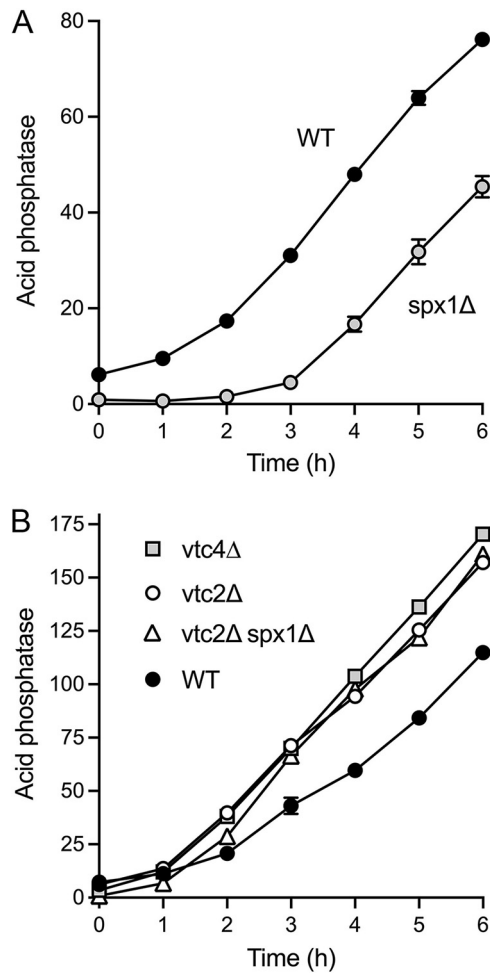 A
80
60
40
20
0
Acid phosphatase
WT
spx1Δ
0 1 2 3 4 5 6
Time (h)
B
175
150
125
100
75
50
25
0
Acid phosphatase
vtc4Δ
vtc2Δ
vtc2Δ spx1Δ
WT
0 1 2 3 4 5 6
Time (h)